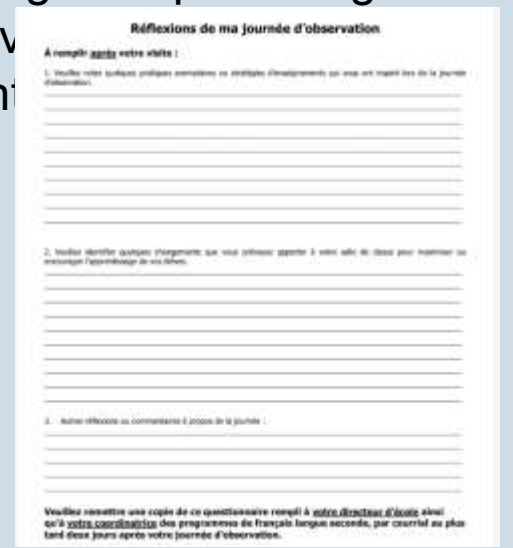 Réflexions de ma journée d'observation
À remplir après votre visite :
1. Veuillez noter quelques pratiques exemplaires ou stratégies d'enseignements qui vous ont inspiré lors de la journée
d'observation.
2. Veuillez identifier quelques changements que vous prévoyez apporter à votre salle de classe pour maximiser ou
encourager l'apprentissage de vos élèves.
3. Autres réflexions ou commentaires à propos de la journée :
Veuillez remettre une copie de ce questionnaire rempli à votre directeur d'école ainsi
qu'à votre coordinatrice des programmes de français langue seconde, par courriel au plus
tard deux jours après votre journée d'observation.